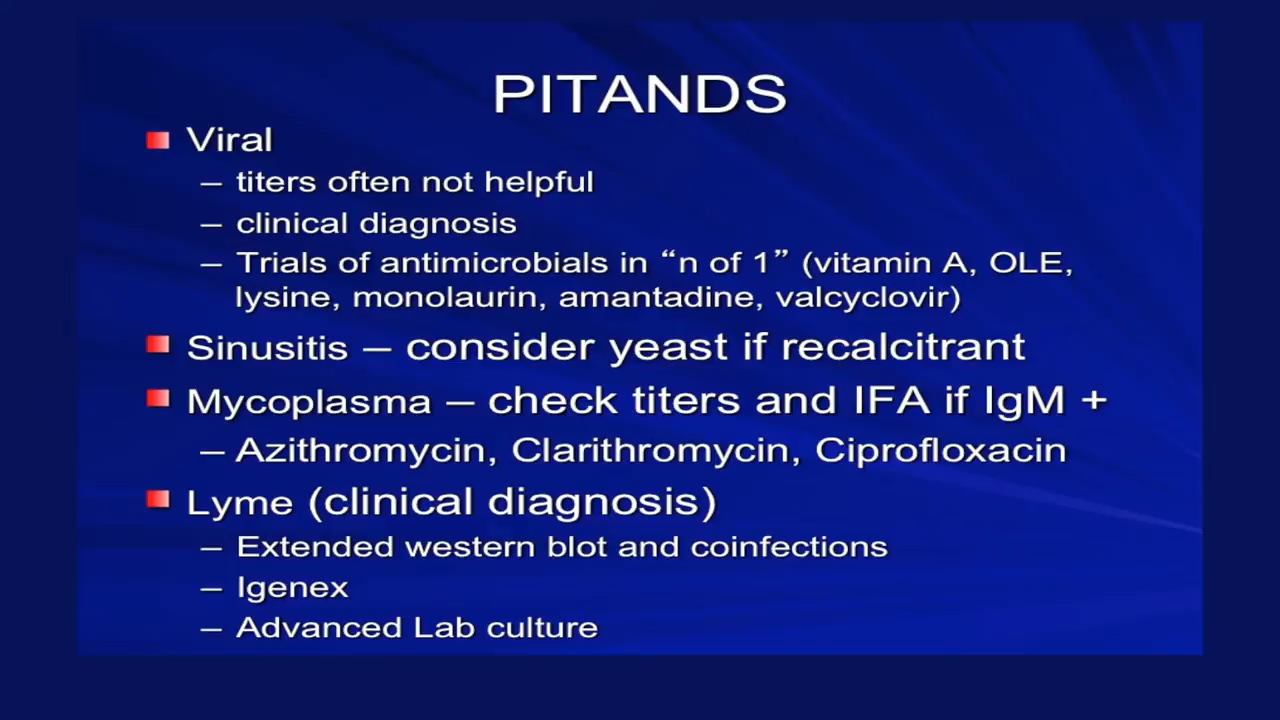 PITANDS
Viral
– titers often not helpful
– clinical diagnosis
– Trials of antimicrobials in “n of 1” (vitamin A, OLE,
lysine, monolaurin, amantadine, valcyclovir)
Sinusitis – consider yeast if recalcitrant
Mycoplasma – check titers and IFA if IgM +
– Azithromycin, Clarithromycin, Ciprofloxacin
Lyme (clinical diagnosis)
– Extended western blot and coinfections
– Igenex
– Advanced Lab culture